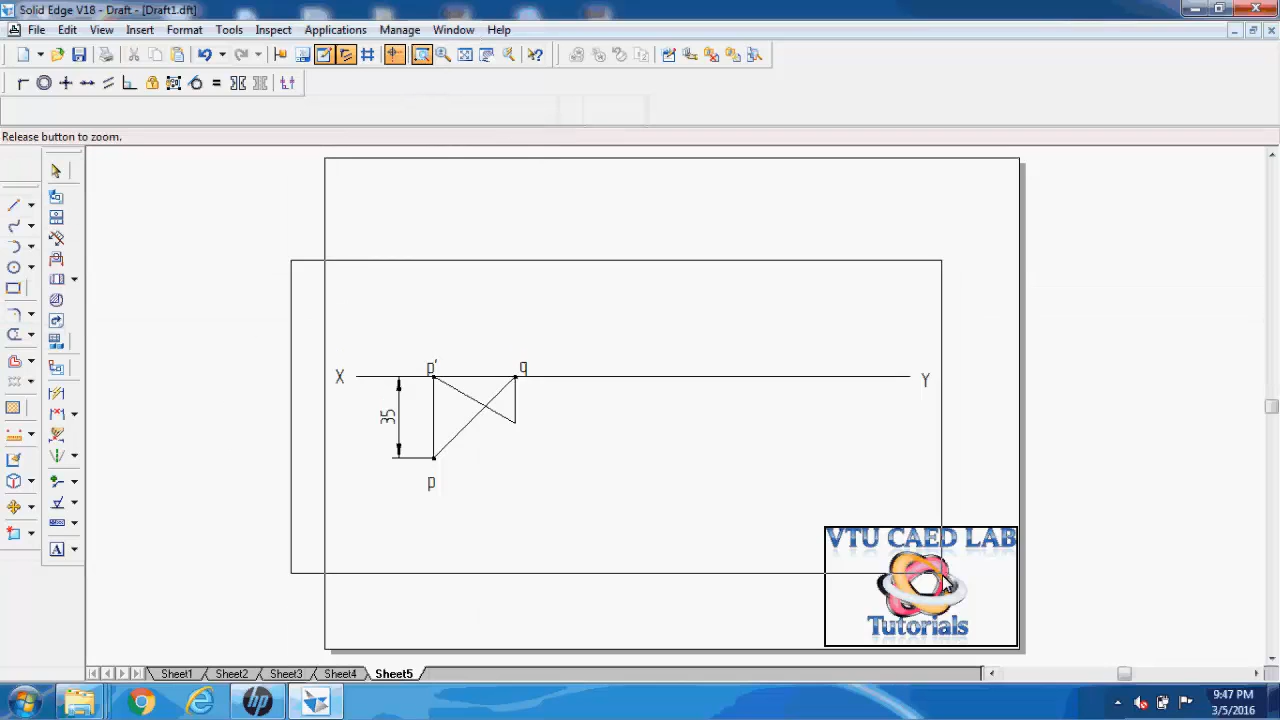 Solid Edge V18 - Draft - [Draft1.dft]
File Edit View Insert Format Tools Inspect Applications Manage Window Help
Release button to zoom.
p' q
X Y
35
p
VTU CAED LAB
Tutorials
A
Sheet1 Sheet2 Sheet3 Sheet4 Sheet5
hp
9:47 PM
3/5/2016